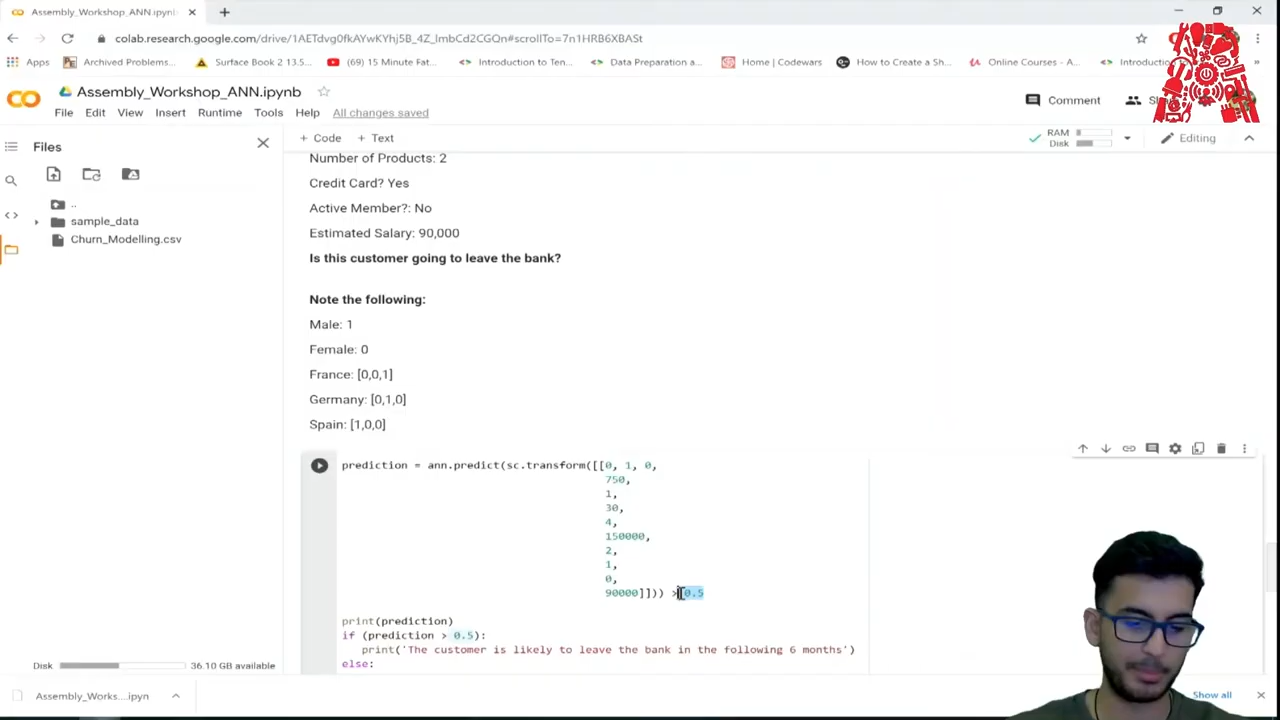 Assembly_Workshop_ANN.ipynb
colab.research.google.com/drive/1AETdvg0fkAYwKYhj5B_4Z_lmbCd2CGQn#scrollTo=7n1HRB6XBASt
Apps Archived Problems... Surface Book 2 13.5... (69) 15 Minute Fat... Introduction to Ten... Data Preparation a... Home | Codewars How to Create a Sh... Online Courses - A...
Assembly_Workshop_ANN.ipynb
Comment
File Edit View Insert Runtime Tools Help All changes saved
Files
+ Code + Text
RAM
Disk
Editing
..
sample_data
Churn_Modelling.csv
Number of Products: 2
Credit Card? Yes
Active Member?: No
Estimated Salary: 90,000
Is this customer going to leave the bank?
Note the following:
Male: 1
Female: 0
France: [0,0,1]
Germany: [0,1,0]
Spain: [1,0,0]
prediction = ann.predict(sc.transform([[0, 1, 0,
750,
1,
30,
4,
150000,
2,
1,
0,
90000]])) > 0.5
print(prediction)
if (prediction > 0.5):
print('The customer is likely to leave the bank in the following 6 months')
else:
Disk 36.10 GB available
Assembly_Works....ipyn
Show all